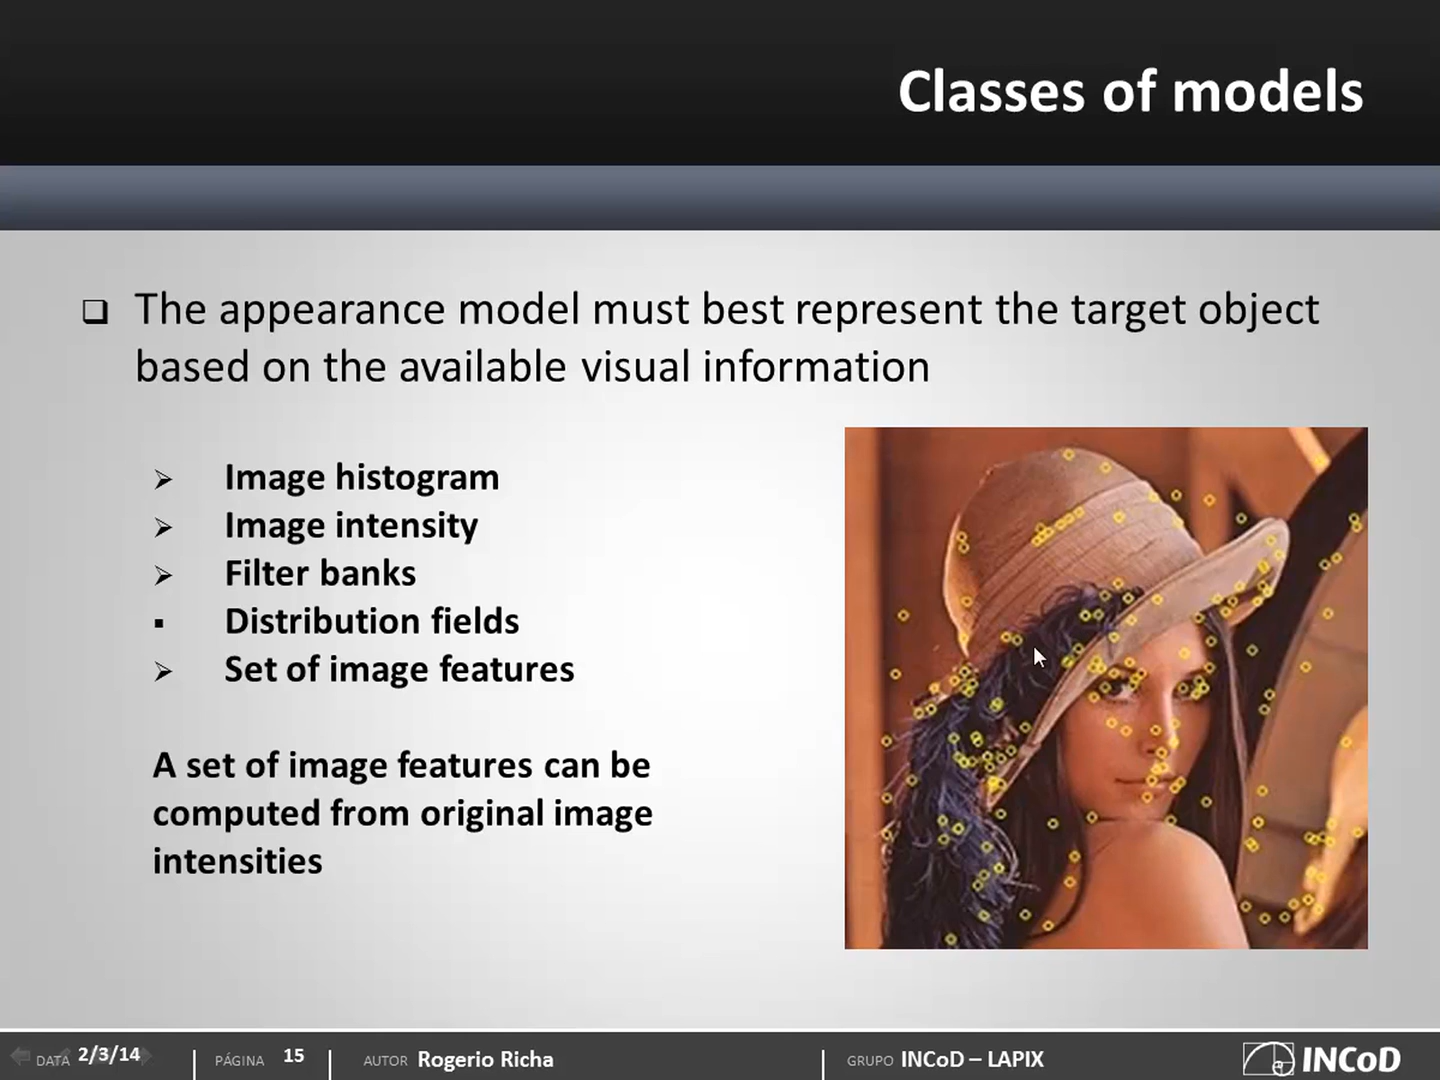 Classes of models
The appearance model must best represent the target object
based on the available visual information
Image histogram
Image intensity
Filter banks
Distribution fields
Set of image features
A set of image features can be
computed from original image
intensities
DATA 2/3/14 PÁGINA 15 AUTOR Rogerio Richa GRUPO INCoD – LAPIX INCoD